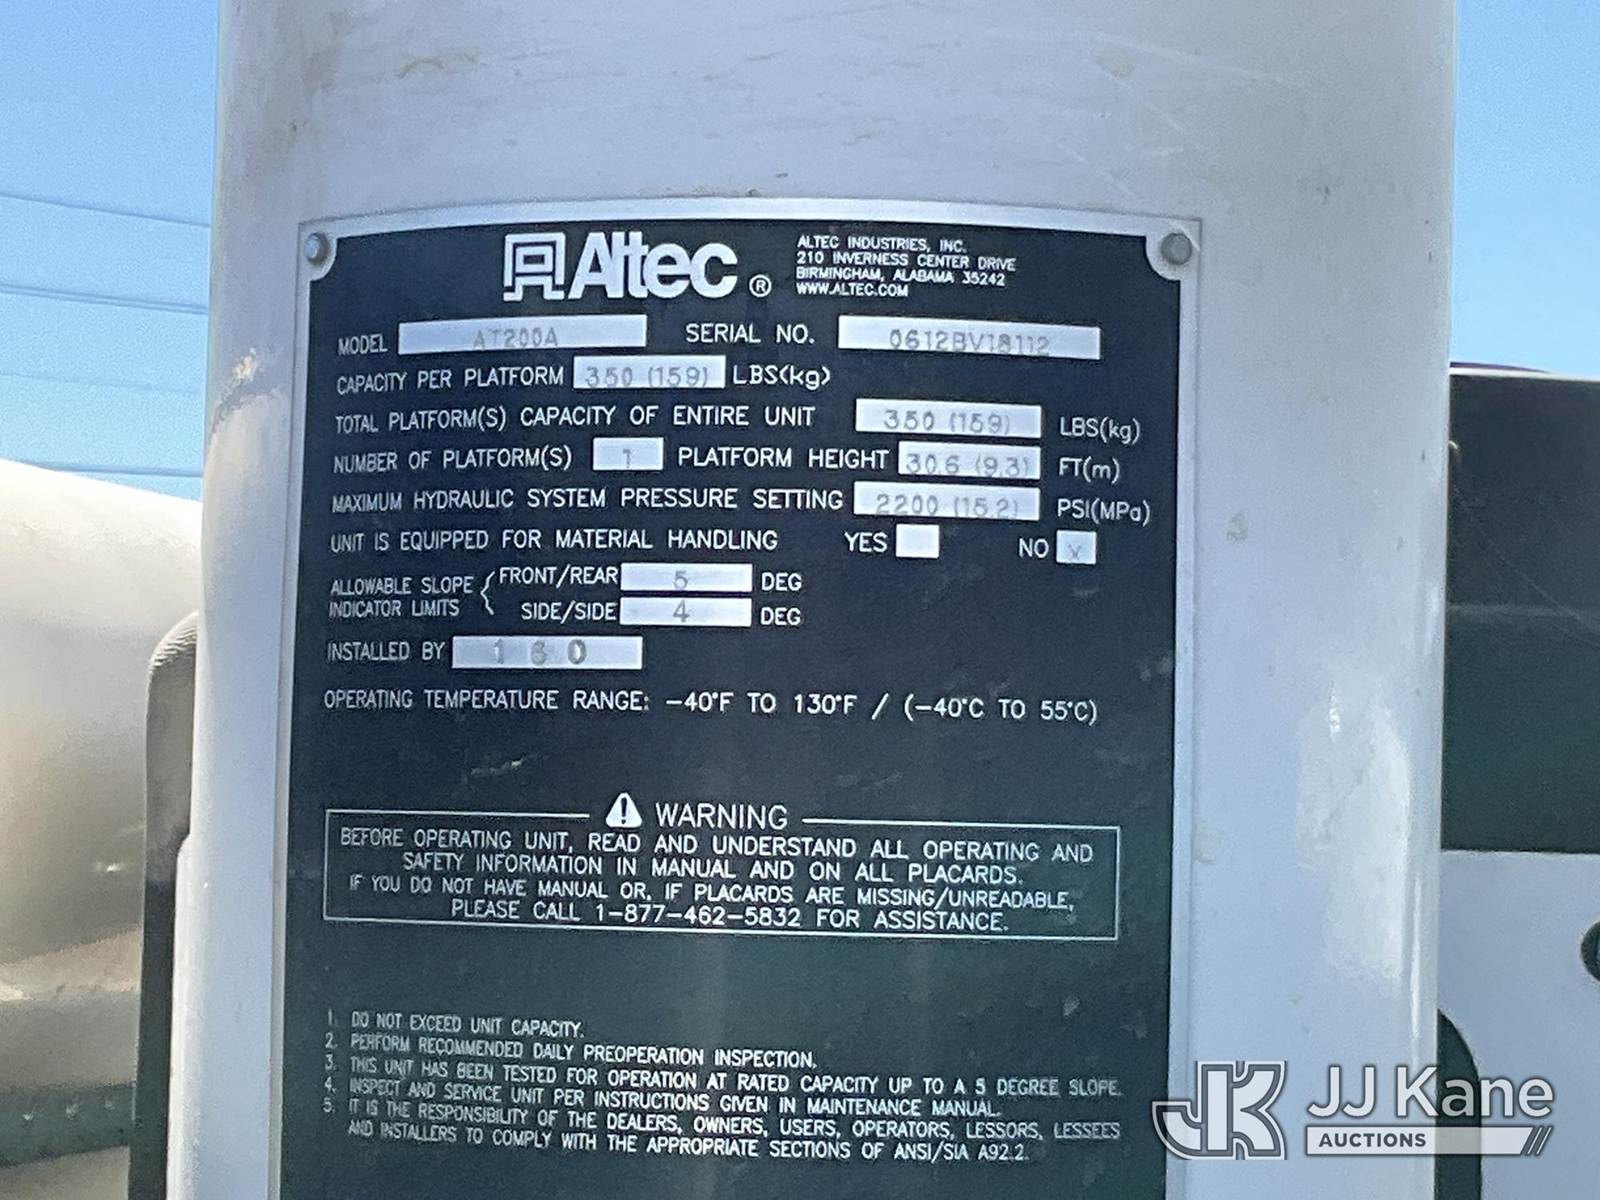 Altec ®
ALTEC INDUSTRIES, INC.
210 INVERNESS CENTER DRIVE
BIRMINGHAM, ALABAMA 35242
WWW.ALTEC.COM
MODEL AT200A SERIAL NO. 0612BV18112
CAPACITY PER PLATFORM 350 (159) LBS(kg)
TOTAL PLATFORM(S) CAPACITY OF ENTIRE UNIT 350 (159) LBS(kg)
NUMBER OF PLATFORM(S) 1 PLATFORM HEIGHT 30.6 (9.3) FT(m)
MAXIMUM HYDRAULIC SYSTEM PRESSURE SETTING 2200 (15.2) PSI(MPa)
UNIT IS EQUIPPED FOR MATERIAL HANDLING YES NO X
ALLOWABLE SLOPE INDICATOR LIMITS FRONT/REAR 5 DEG
SIDE/SIDE 4 DEG
INSTALLED BY 160
OPERATING TEMPERATURE RANGE: -40°F TO 130°F / (-40°C TO 55°C)
WARNING
BEFORE OPERATING UNIT, READ AND UNDERSTAND ALL OPERATING AND
SAFETY INFORMATION IN MANUAL AND ON ALL PLACARDS.
IF YOU DO NOT HAVE MANUAL OR, IF PLACARDS ARE MISSING/UNREADABLE,
PLEASE CALL 1-877-462-5832 FOR ASSISTANCE.
1. DO NOT EXCEED UNIT CAPACITY.
2. PERFORM RECOMMENDED DAILY PREOPERATION INSPECTION.
3. THIS UNIT HAS BEEN TESTED FOR OPERATION AT RATED CAPACITY UP TO A 5 DEGREE SLOPE.
4. INSPECT AND SERVICE UNIT PER INSTRUCTIONS GIVEN IN MAINTENANCE MANUAL.
5. IT IS THE RESPONSIBILITY OF THE DEALERS, OWNERS, USERS, OPERATORS, LESSORS, LESSEES
AND INSTALLERS TO COMPLY WITH THE APPROPRIATE SECTIONS OF ANSI/SIA A92.2.
JK JJ Kane
AUCTIONS